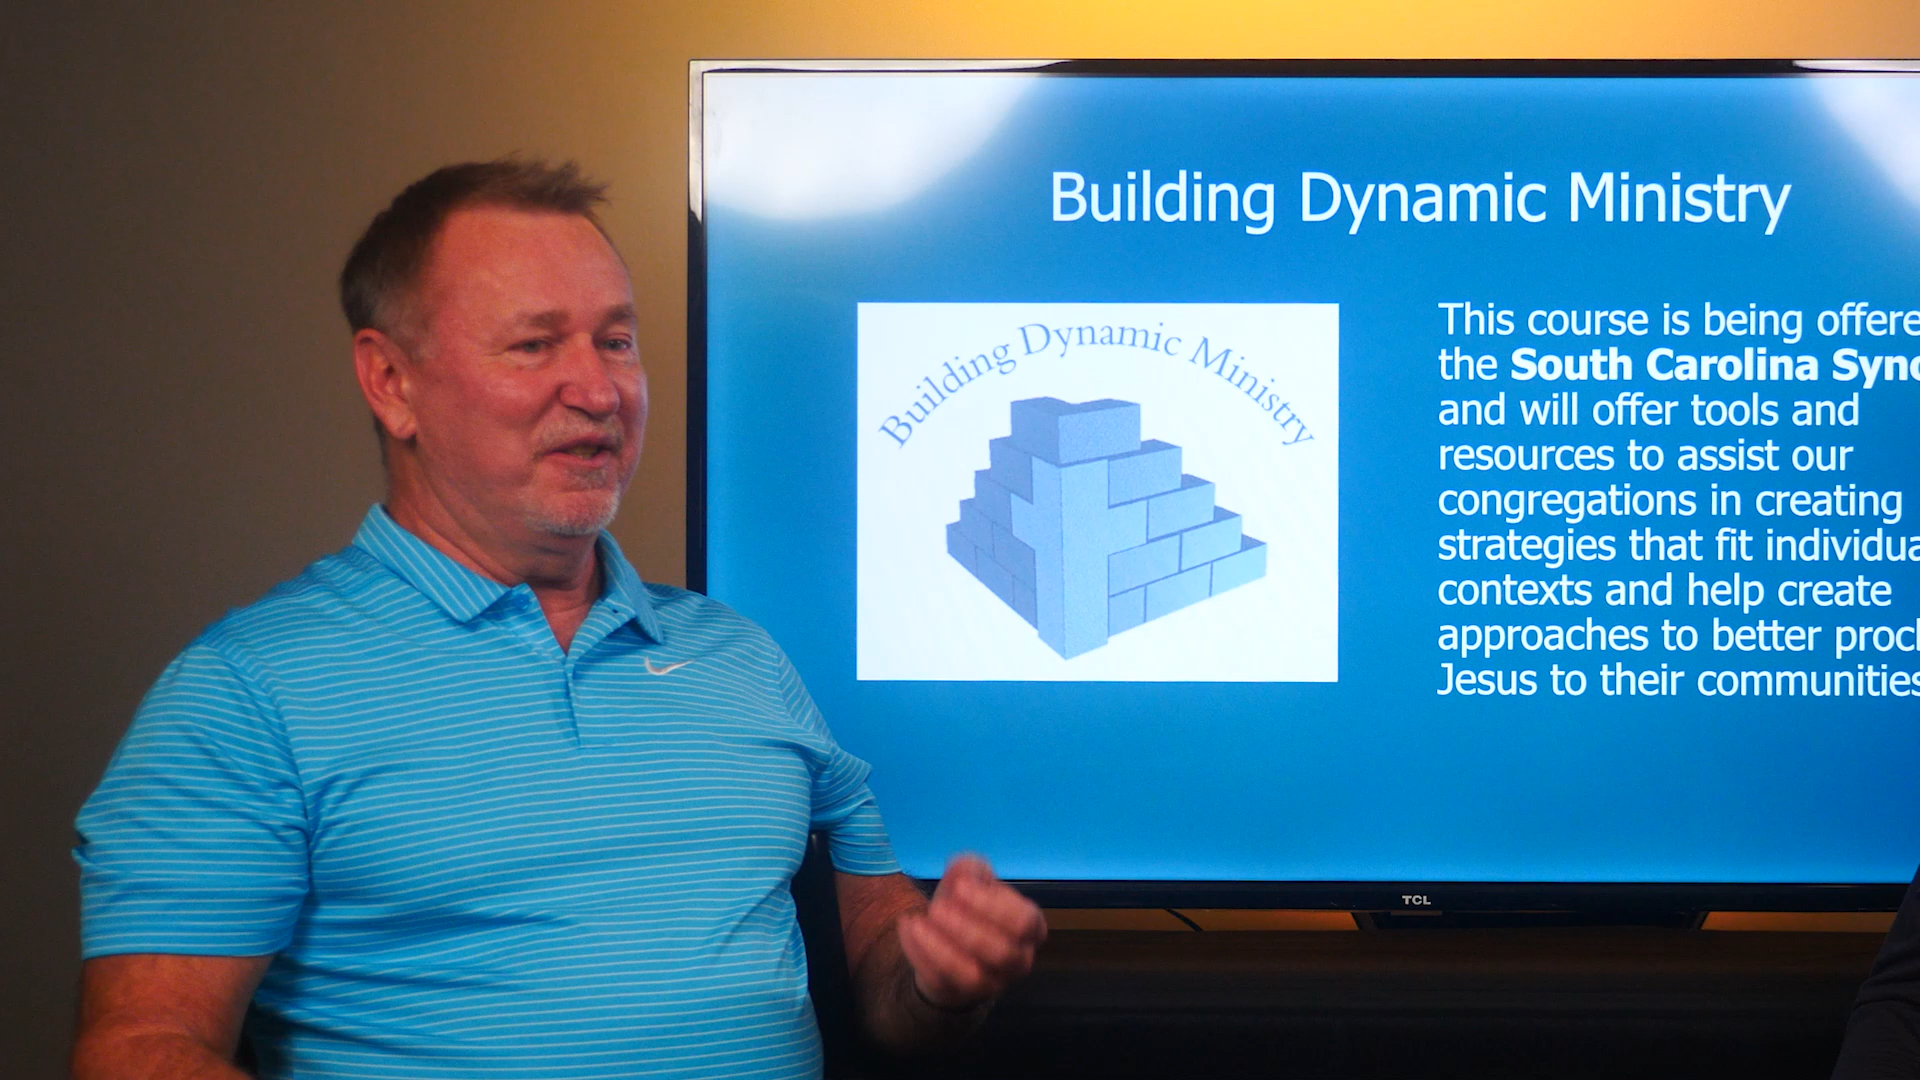 Building Dynamic Ministry
Building Dynamic Ministry
This course is being offere
the South Carolina Syno
and will offer tools and
resources to assist our
congregations in creating
strategies that fit individua
contexts and help create
approaches to better procl
Jesus to their communities
TCL